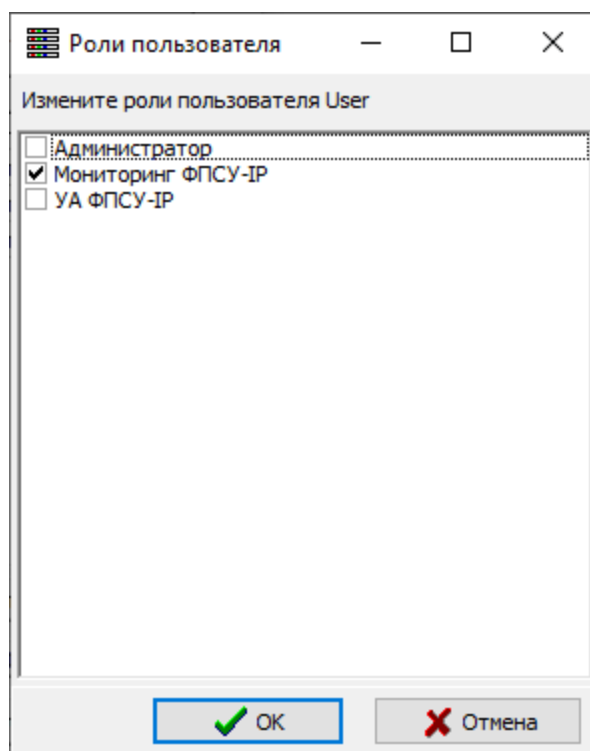 Роли пользователя
Измените роли пользователя User
Администратор
Мониторинг ФПСУ-IP
УА ФПСУ-IP
OK
Отмена